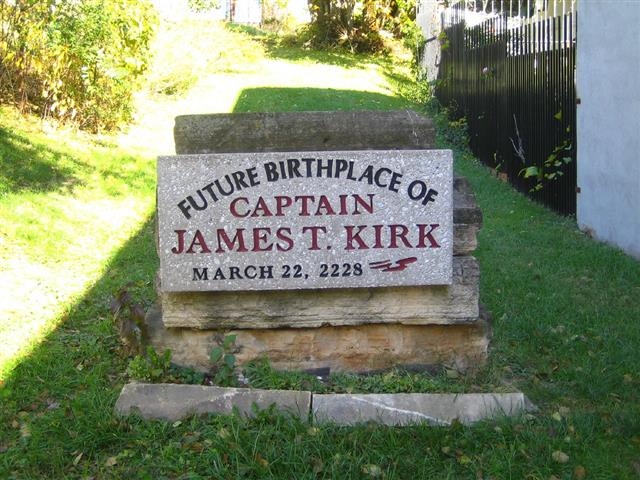 FUTURE BIRTHPLACE OF
CAPTAIN
JAMES T. KIRK
MARCH 22, 2228